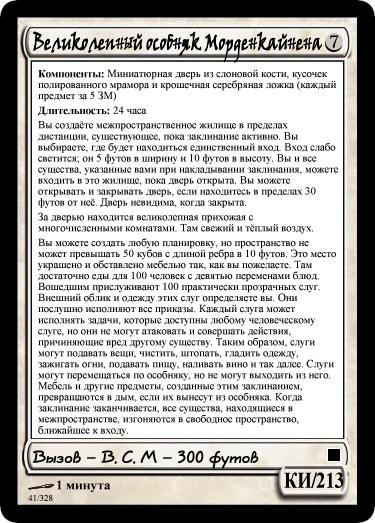 Великолепный особняк Морденкайнена 7
Компоненты: Миниатюрная дверь из слоновой кости, кусочек
полированного мрамора и крошечная серебряная ложка (каждый
предмет за 5 ЗМ)
Длительность: 24 часа
Вы создаёте межпространственное жилище в пределах
дистанции, существующее, пока заклинание активно. Вы
выбираете, где будет находиться единственный вход. Вход слабо
светится; он 5 футов в ширину и 10 футов в высоту. Вы и все
существа, указанные вами при накладывании заклинания, можете
входить в это жилище, пока дверь открыта. Вы можете
открывать и закрывать дверь, если находитесь в пределах 30
футов от неё. Дверь невидима, когда закрыта.
За дверью находится великолепная прихожая с
многочисленными комнатами. Там свежий и тёплый воздух.
Вы можете создать любую планировку, но пространство не
может превышать 50 кубов с длиной ребра в 10 футов. Это место
украшено и обставлено мебелью так, как вы пожелаете. Там
достаточно еды для 100 человек с девятью переменами блюд.
Вошедшим прислуживают 100 практически прозрачных слуг.
Внешний облик и одежду этих слуг определяете вы. Они
послушно исполняют все приказы. Каждый слуга может
исполнять задачи, которые доступны любому человеческому
слуге, но они не могут атаковать и совершать действия,
причиняющие вред другому существу. Таким образом, слуги
могут подавать вещи, чистить, штопать, гладить одежду,
зажигать огни, подавать пищу, наливать вино и так далее. Слуги
могут перемещаться по особняку, но не могут выходить из него.
Мебель и другие предметы, созданные этим заклинанием,
превращаются в дым, если их вынесут из особняка. Когда
заклинание заканчивается, все существа, находящиеся в
межпространстве, изгоняются в свободное пространство,
ближайшее к входу.
Вызов – В, С, М – 300 футов
1 минута
КИ/213
41/328